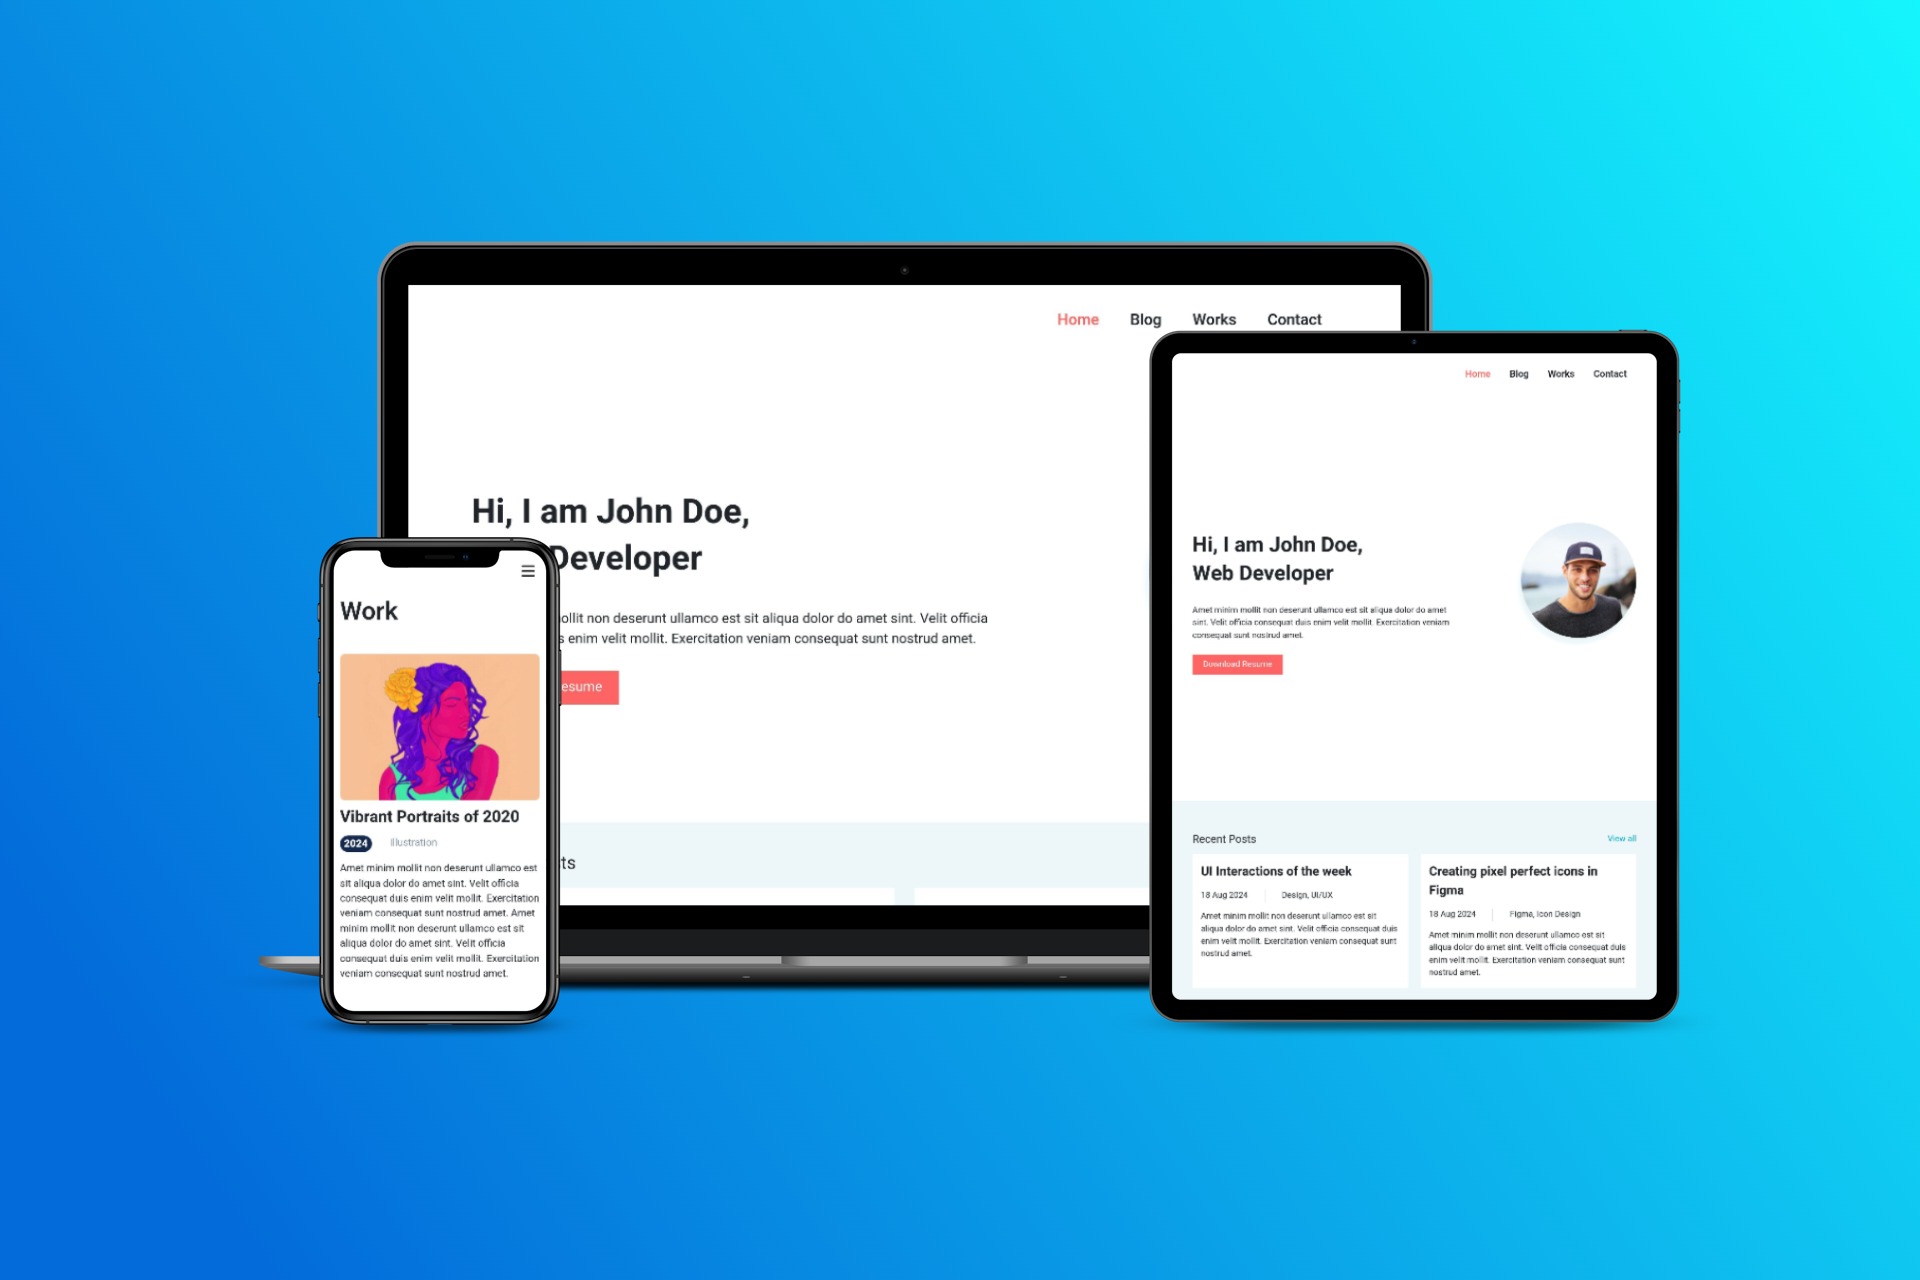 Home Blog Works Contact
Hi, I am John Doe,
Developer
ollit non deserunt ullamco est sit aliqua dolor do amet sint. Velit officia
s enim velit mollit. Exercitation veniam consequat sunt nostrud amet.
esume
ts
Work
Vibrant Portraits of 2020
2024 Illustration
Amet minim mollit non deserunt ullamco est
sit aliqua dolor do amet sint. Velit officia
consequat duis enim velit mollit. Exercitation
veniam consequat sunt nostrud amet. Amet
minim mollit non deserunt ullamco est sit
aliqua dolor do amet sint. Velit officia
consequat duis enim velit mollit. Exercitation
veniam consequat sunt nostrud amet.
Home Blog Works Contact
Hi, I am John Doe,
Web Developer
Amet minim mollit non deserunt ullamco est sit aliqua dolor do amet
sint. Velit officia consequat duis enim velit mollit. Exercitation veniam
consequat sunt nostrud amet.
Download Resume
Recent Posts View all
UI Interactions of the week
18 Aug 2024 Design, UI/UX
Amet minim mollit non deserunt ullamco est sit
aliqua dolor do amet sint. Velit officia consequat duis
enim velit mollit. Exercitation veniam consequat sunt
nostrud amet.
Creating pixel perfect icons in
Figma
18 Aug 2024 Figma, Icon Design
Amet minim mollit non deserunt ullamco est sit
aliqua dolor do amet sint. Velit officia consequat duis
enim velit mollit. Exercitation veniam consequat sunt
nostrud amet.